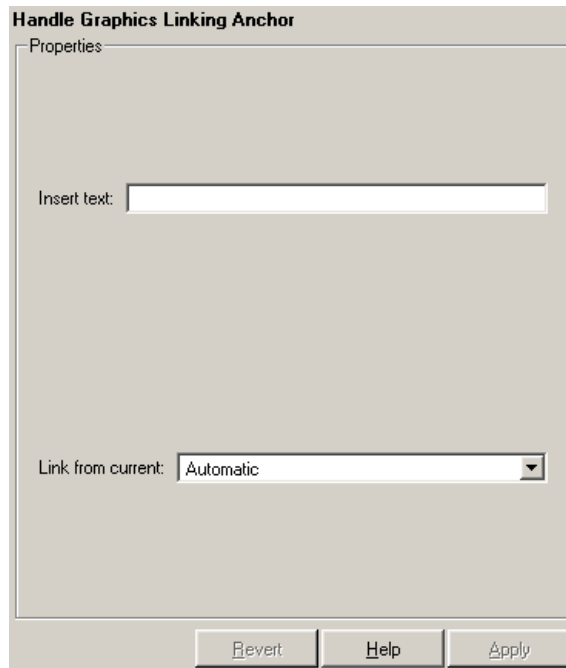 Handle Graphics Linking Anchor
Properties
Insert text:
Link from current: Automatic
Revert Help Apply